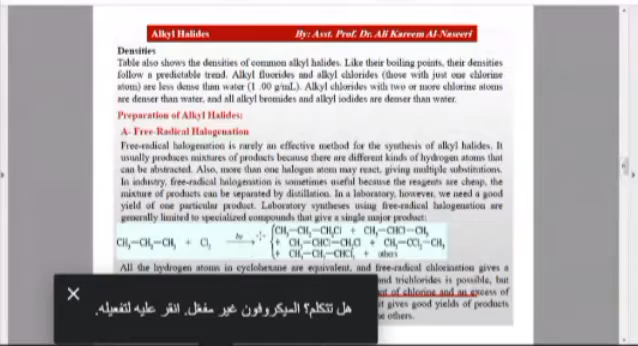 Alkyl Halides By: Asst. Prof. Dr. Ali Kareem Al-Naseeri
Densities
Table also shows the densities of common alkyl halides. Like their boiling points, their densities
follow a predictable trend. Alkyl fluorides and alkyl chlorides (those with just one chlorine
atom) are less dense than water (1 .00 g/mL). Alkyl chlorides with two or more chlorine atoms
are denser than water, and all alkyl bromides and alkyl iodides are denser than water.
Preparation of Alkyl Halides:
A- Free-Radical Halogenation
Free-radical halogenation is rarely an effective method for the synthesis of alkyl halides. It
usually produces mixtures of products because there are different kinds of hydrogen atoms that
can be abstracted. Also, more than one halogen atom may react, giving multiple substitutions.
In industry, free-radical halogenation is sometimes useful because the reagents are cheap, the
mixture of products can be separated by distillation. In a laboratory, however, we need a good
yield of one particular product. Laboratory syntheses using free-radical halogenation are
generally limited to specialized compounds that give a single major product:
CH₃–CH₂–CH₃ + Cl₂ hν
CH₃–CH₂–CH₂Cl + CH₃–CHCl–CH₃
+ CH₃–CHCl–CH₂Cl + CH₃–CCl₂–CH₃
+ CH₃–CH₂–CHCl₂ + others
All the hydrogen atoms in cyclohexane are equivalent, and free-radical chlorination gives a
and trichlorides is possible, but
of chlorine and an excess of
it gives good yields of products
others.
هل تتكلم؟ الميكروفون غير مفعّل. انقر عليه لتفعيله.